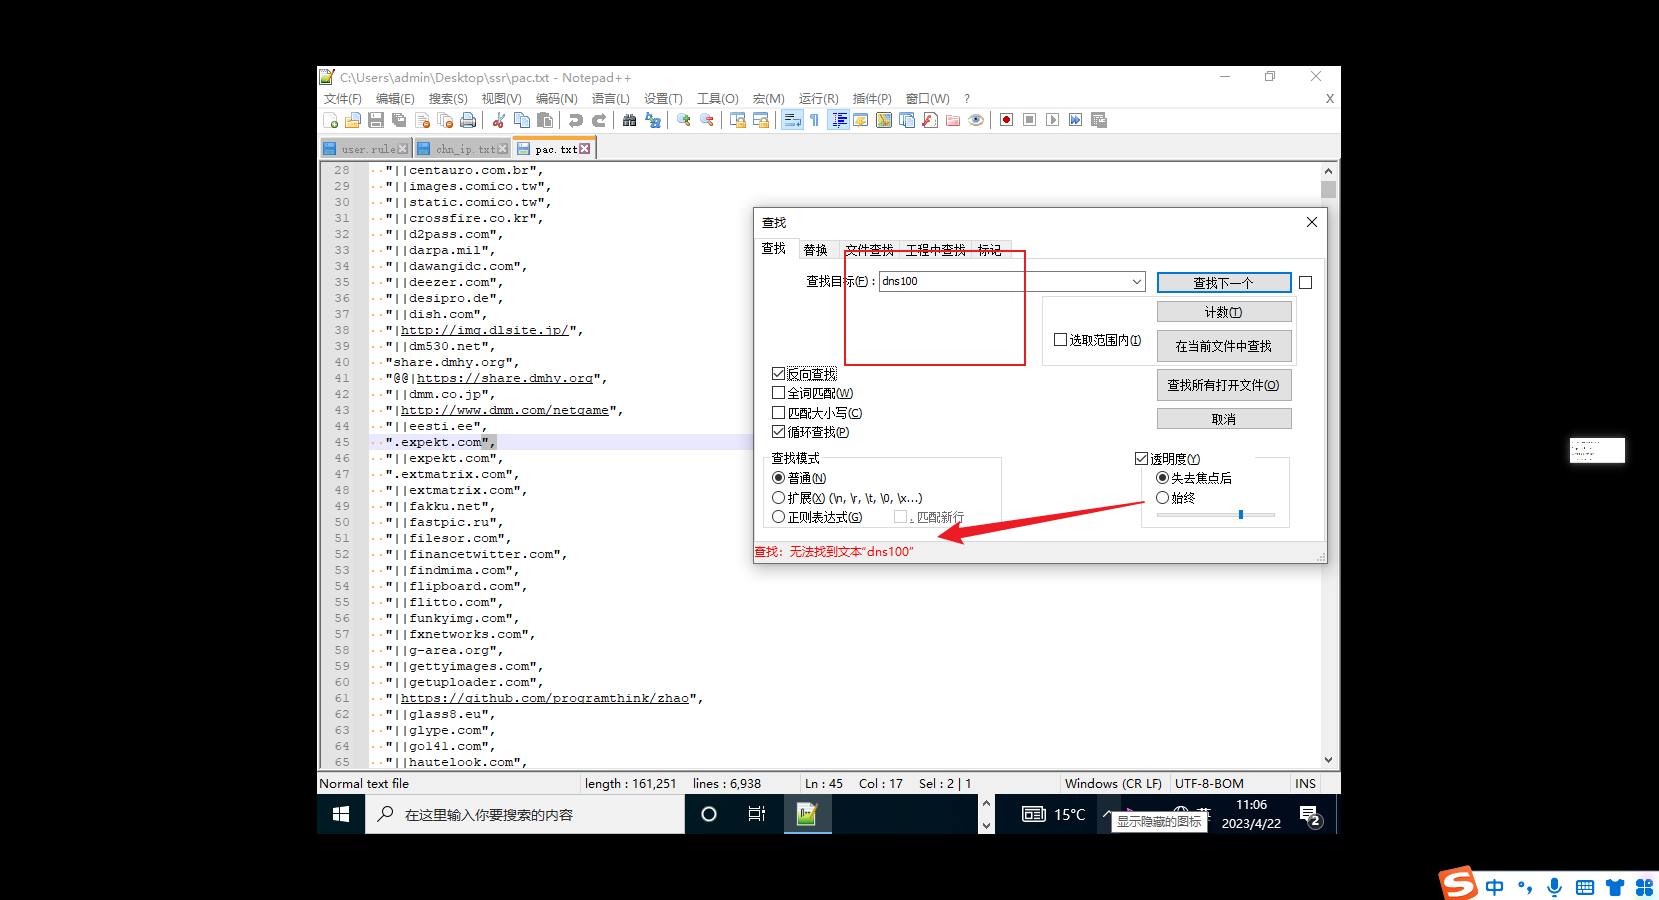 C:\Users\admin\Desktop\ssr\pac.txt - Notepad++
文件(F) 编辑(E) 搜索(S) 视图(V) 编码(N) 语言(L) 设置(T) 工具(O) 宏(M) 运行(R) 插件(P) 窗口(W) ? X
user.rule chn_ip.txt pac.txt
28 "||centauro.com.br",
29 "||images.comico.tw",
30 "||static.comico.tw",
31 "||crossfire.co.kr",
32 "||d2pass.com",
33 "||darpa.mil",
34 "||dawangidc.com",
35 "||deezer.com",
36 "||desipro.de",
37 "||dish.com",
38 "|http://img.dlsite.jp/",
39 "||dm530.net",
40 "share.dmhy.org",
41 "@@|https://share.dmhy.org",
42 "||dmm.co.jp",
43 "|http://www.dmm.com/netgame",
44 "||eesti.ee",
45 ".expekt.com",
46 "||expekt.com",
47 ".extmatrix.com",
48 "||extmatrix.com",
49 "||fakku.net",
50 "||fastpic.ru",
51 "||filesor.com",
52 "||financetwitter.com",
53 "||findmima.com",
54 "||flipboard.com",
55 "||flitto.com",
56 "||funkyimg.com",
57 "||fxnetworks.com",
58 "||g-area.org",
59 "||gettyimages.com",
60 "||getuploader.com",
61 "|https://github.com/programthink/zhao",
62 "||glass8.eu",
63 "||glype.com",
64 "||go141.com",
65 "||hautelook.com",
查找
查找 替换 文件查找 工程中查找 标记
查找目标(F) : dns100 查找下一个
计数(T)
选取范围内(I) 在当前文件中查找
反向查找 查找所有打开文件(O)
全词匹配(W)
匹配大小写(C) 取消
循环查找(P)
查找模式 透明度(Y)
普通(N) 失去焦点后
扩展(X) (\n, \r, \t, \0, \x...) 始终
正则表达式(G) . 匹配新行
查找：无法找到文本“dns100”
Normal text file length : 161,251 lines : 6,938 Ln : 45 Col : 17 Sel : 2 | 1 Windows (CR LF) UTF-8-BOM INS
在这里输入你要搜索的内容 15°C 英 11:06
显示隐藏的图标 2023/4/22 2
S 中